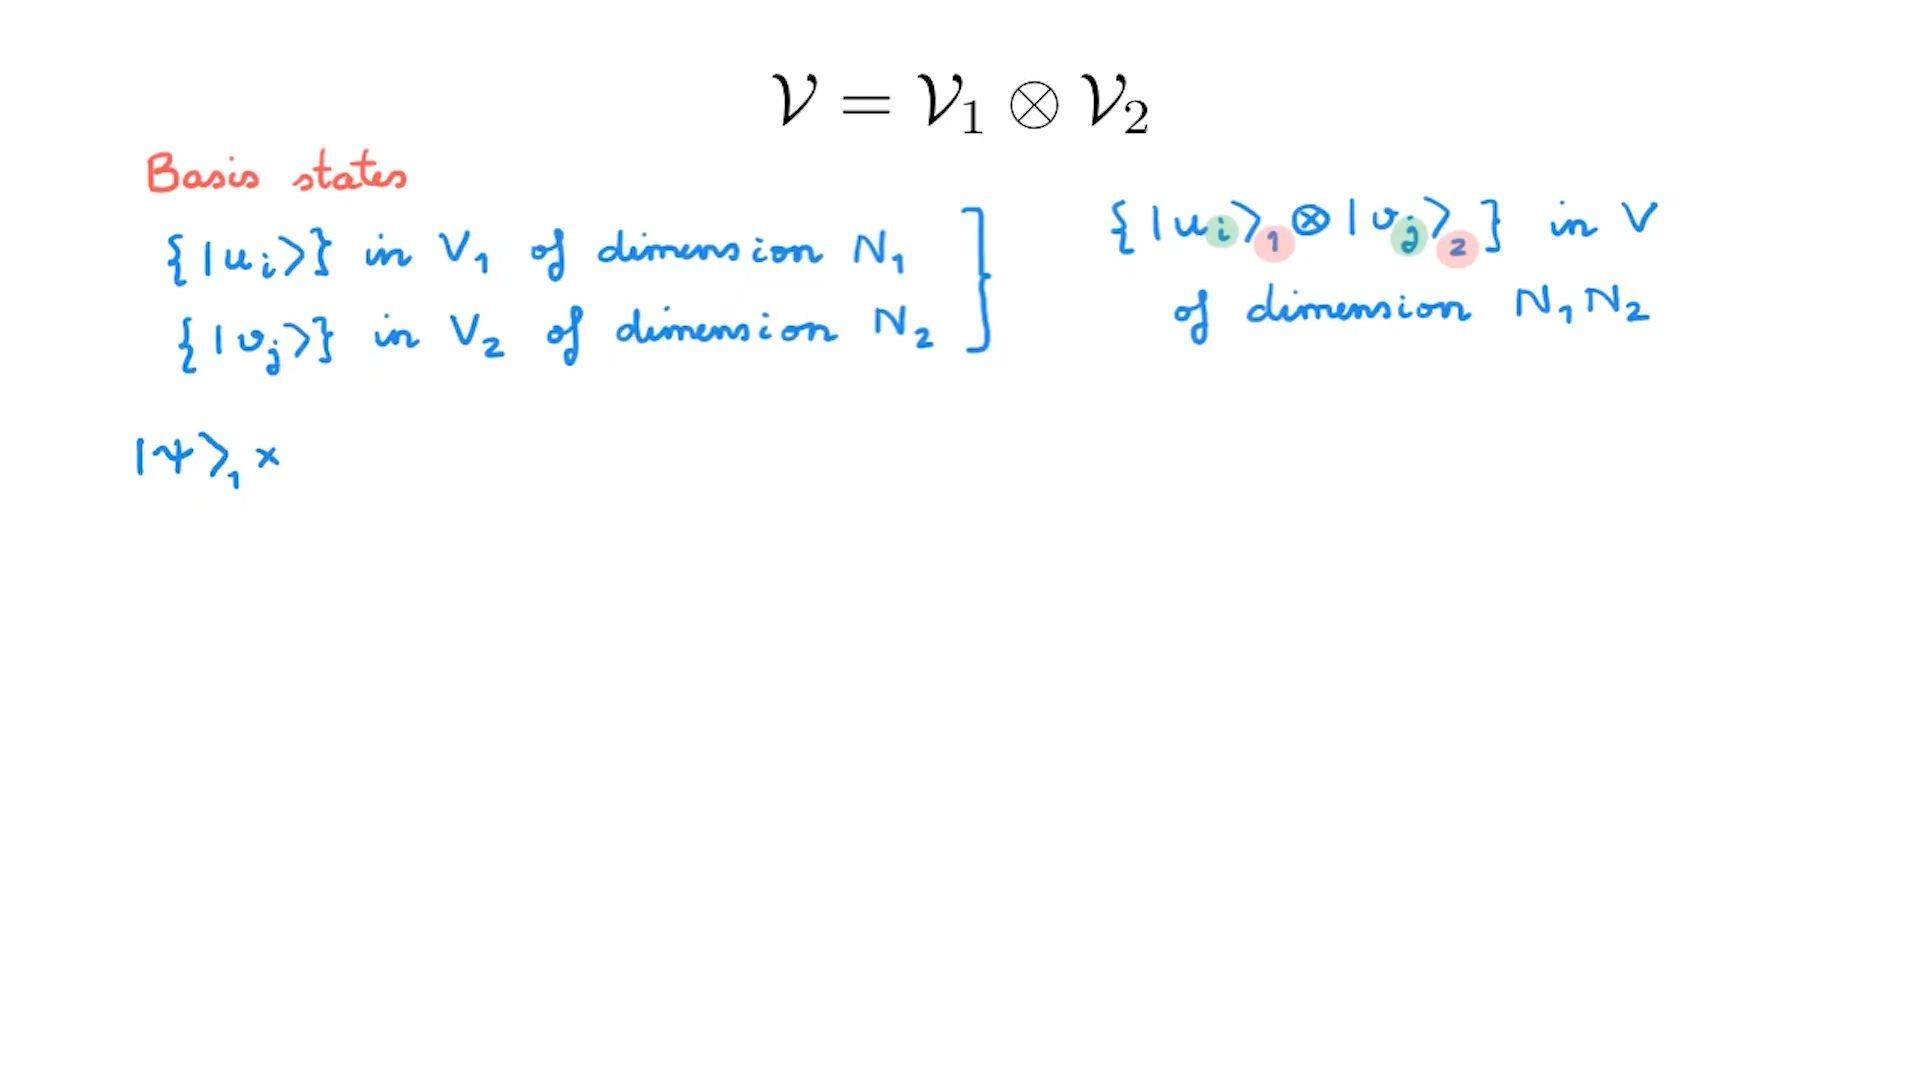 𝒱 = 𝒱₁ ⊗ 𝒱₂
Basis states
{|uᵢ⟩} in V₁ of dimension N₁
{|vⱼ⟩} in V₂ of dimension N₂
{|uᵢ⟩₁ ⊗ |vⱼ⟩₂} in V
of dimension N₁N₂
|ψ⟩₁ ×